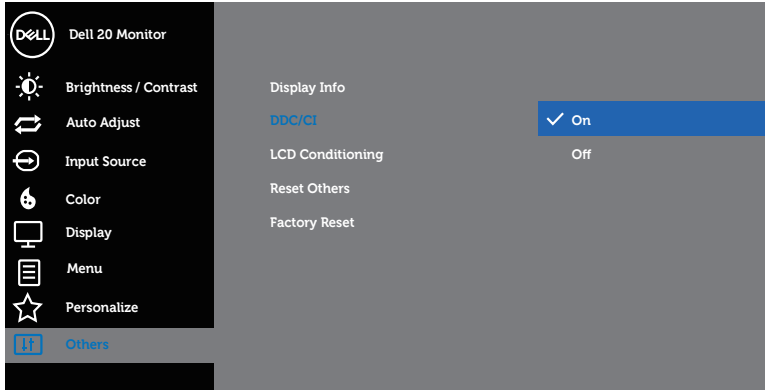 DELL
Dell 20 Monitor
Brightness / Contrast
Auto Adjust
Input Source
Color
Display
Menu
Personalize
Others
Display Info
DDC/CI
LCD Conditioning
Reset Others
Factory Reset
On
Off